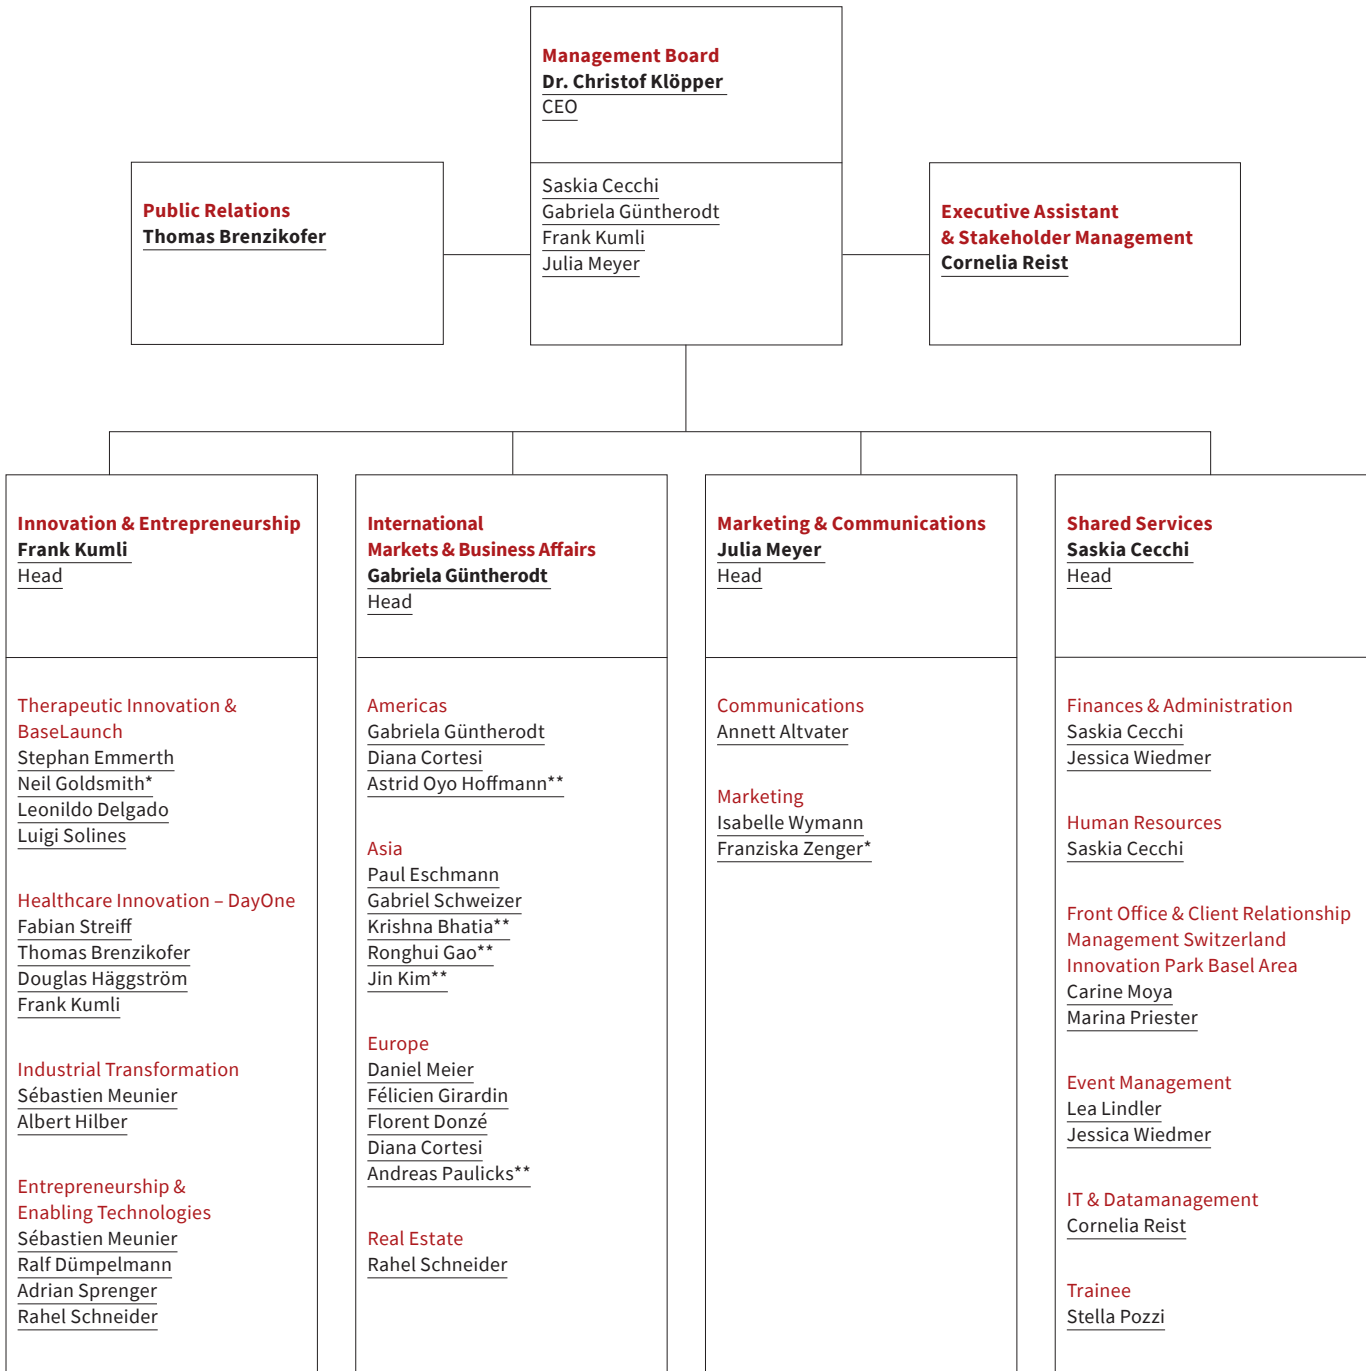 Management Board
Dr. Christof Klöpper
CEO
Saskia Cecchi
Gabriela Güntherodt
Frank Kumli
Julia Meyer
Public Relations
Thomas Brenzikofer
Executive Assistant
& Stakeholder Management
Cornelia Reist
Innovation & Entrepreneurship
Frank Kumli
Head
Therapeutic Innovation &
BaseLaunch
Stephan Emmerth
Neil Goldsmith*
Leonildo Delgado
Luigi Solines
Healthcare Innovation – DayOne
Fabian Streiff
Thomas Brenzikofer
Douglas Häggström
Frank Kumli
Industrial Transformation
Sébastien Meunier
Albert Hilber
Entrepreneurship &
Enabling Technologies
Sébastien Meunier
Ralf Dümpelmann
Adrian Sprenger
Rahel Schneider
International
Markets & Business Affairs
Gabriela Güntherodt
Head
Americas
Gabriela Güntherodt
Diana Cortesi
Astrid Oyo Hoffmann**
Asia
Paul Eschmann
Gabriel Schweizer
Krishna Bhatia**
Ronghui Gao**
Jin Kim**
Europe
Daniel Meier
Félicien Girardin
Florent Donzé
Diana Cortesi
Andreas Paulicks**
Real Estate
Rahel Schneider
Marketing & Communications
Julia Meyer
Head
Communications
Annett Altvater
Marketing
Isabelle Wymann
Franziska Zenger*
Shared Services
Saskia Cecchi
Head
Finances & Administration
Saskia Cecchi
Jessica Wiedmer
Human Resources
Saskia Cecchi
Front Office & Client Relationship
Management Switzerland
Innovation Park Basel Area
Carine Moya
Marina Priester
Event Management
Lea Lindler
Jessica Wiedmer
IT & Datamanagement
Cornelia Reist
Trainee
Stella Pozzi